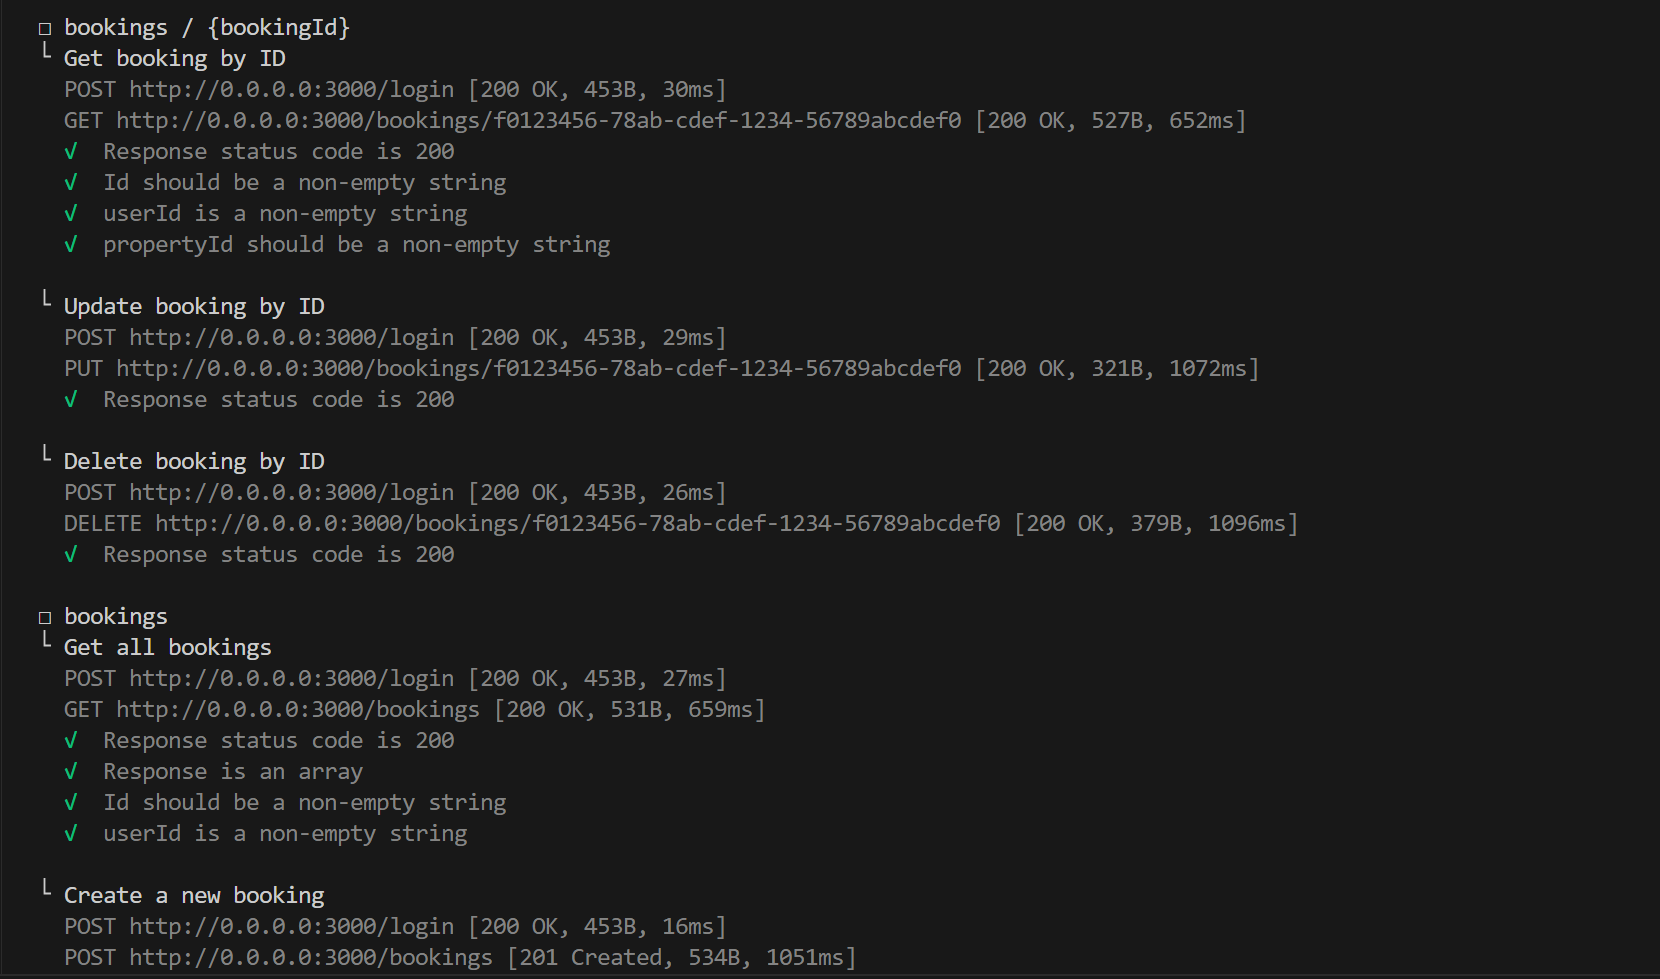 □ bookings / {bookingId}
└ Get booking by ID
POST http://0.0.0.0:3000/login [200 OK, 453B, 30ms]
GET http://0.0.0.0:3000/bookings/f0123456-78ab-cdef-1234-56789abcdef0 [200 OK, 527B, 652ms]
√ Response status code is 200
√ Id should be a non-empty string
√ userId is a non-empty string
√ propertyId should be a non-empty string
└ Update booking by ID
POST http://0.0.0.0:3000/login [200 OK, 453B, 29ms]
PUT http://0.0.0.0:3000/bookings/f0123456-78ab-cdef-1234-56789abcdef0 [200 OK, 321B, 1072ms]
√ Response status code is 200
└ Delete booking by ID
POST http://0.0.0.0:3000/login [200 OK, 453B, 26ms]
DELETE http://0.0.0.0:3000/bookings/f0123456-78ab-cdef-1234-56789abcdef0 [200 OK, 379B, 1096ms]
√ Response status code is 200
□ bookings
└ Get all bookings
POST http://0.0.0.0:3000/login [200 OK, 453B, 27ms]
GET http://0.0.0.0:3000/bookings [200 OK, 531B, 659ms]
√ Response status code is 200
√ Response is an array
√ Id should be a non-empty string
√ userId is a non-empty string
└ Create a new booking
POST http://0.0.0.0:3000/login [200 OK, 453B, 16ms]
POST http://0.0.0.0:3000/bookings [201 Created, 534B, 1051ms]